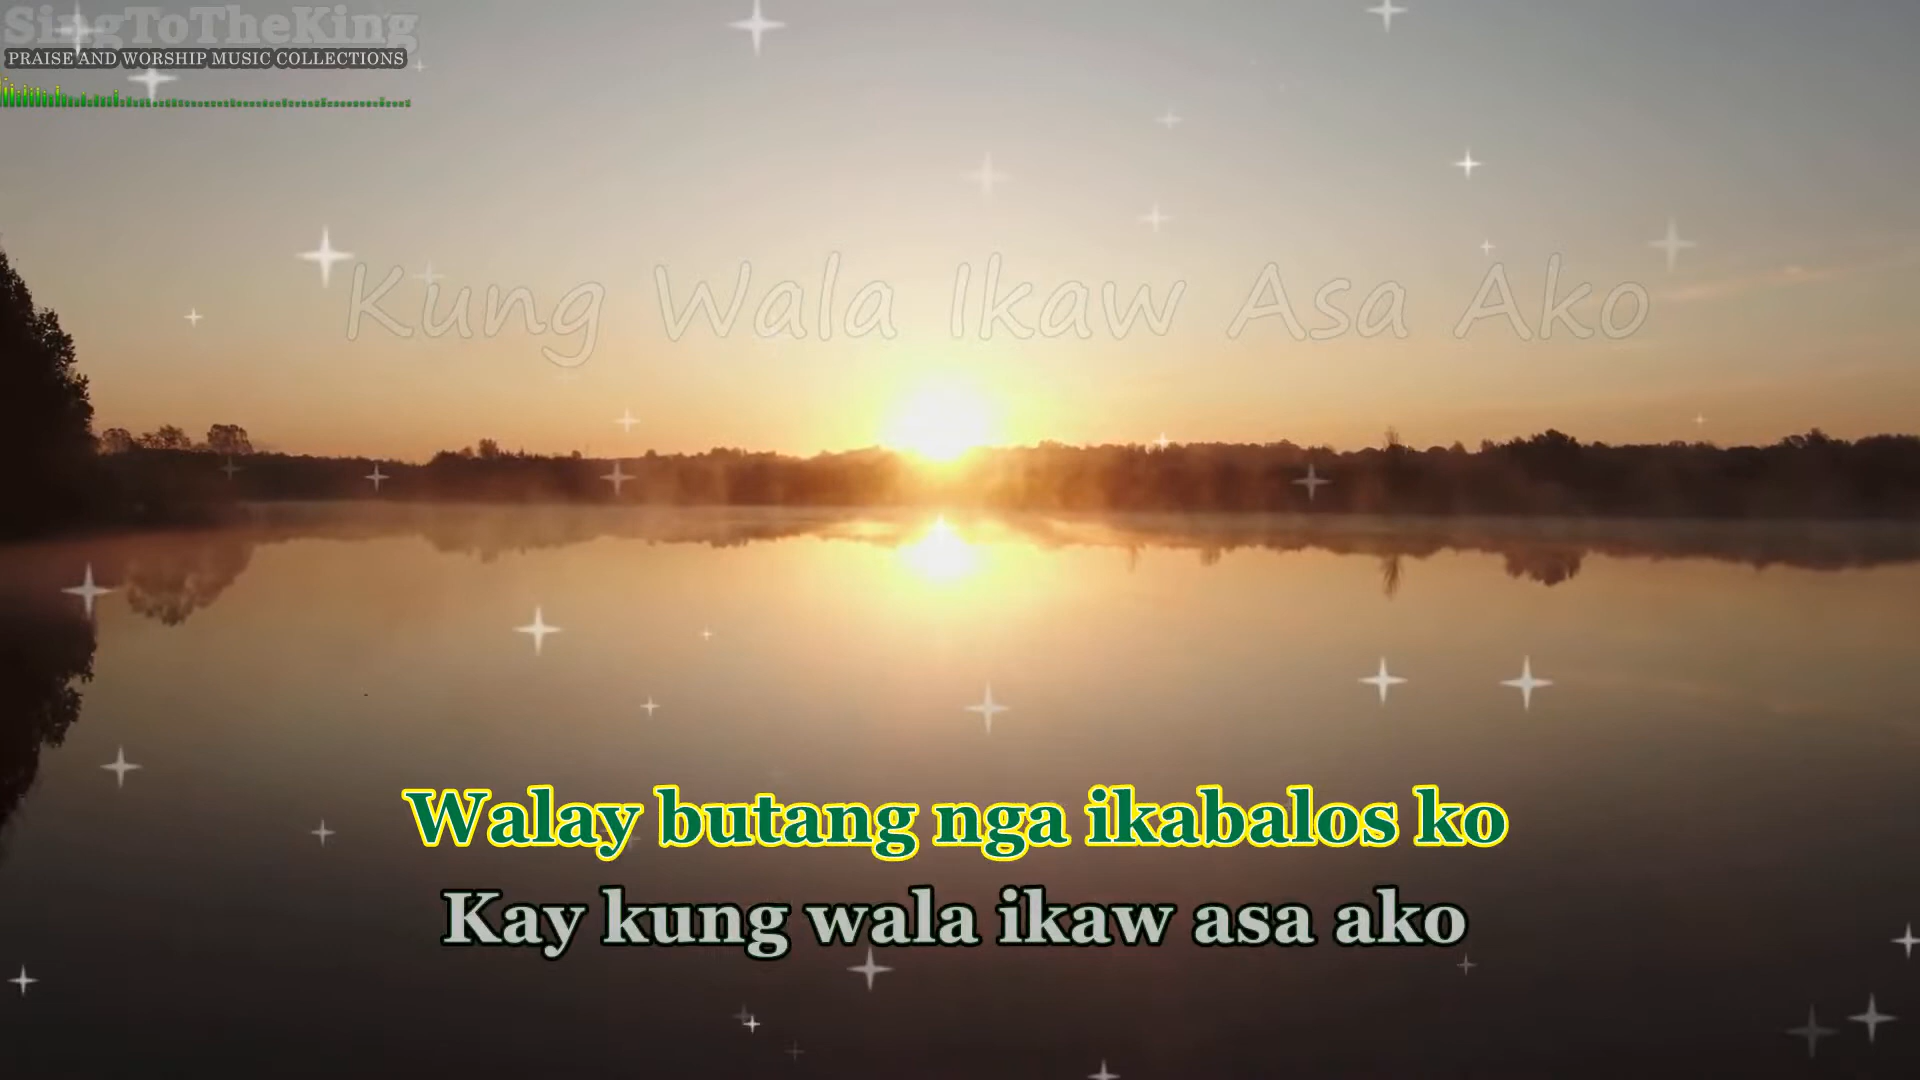 SingToTheKing
PRAISE AND WORSHIP MUSIC COLLECTIONS
Kung Wala Ikaw Asa Ako
Walay butang nga ikabalos ko
Kay kung wala ikaw asa ako